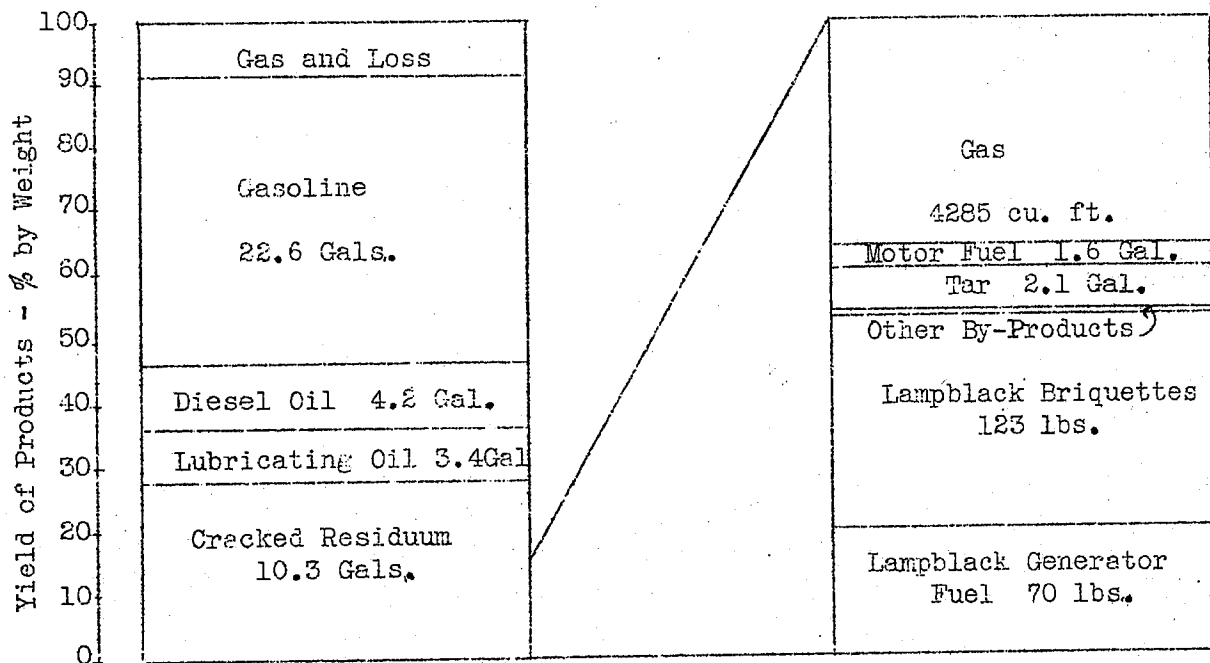 Yield of Products - % by Weight
100
90
80
70
60
50
40
30
20
10
0
Gas and Loss
Gasoline
22.6 Gals.
Diesel Oil 4.2 Gal.
Lubricating Oil 3.4Gal
Cracked Residuum
10.3 Gals.
Gas
4285 cu. ft.
Motor Fuel 1.6 Gal.
Tar 2.1 Gal.
Other By-Products
Lampblack Briquettes
123 lbs.
Lampblack Generator
Fuel 70 lbs.